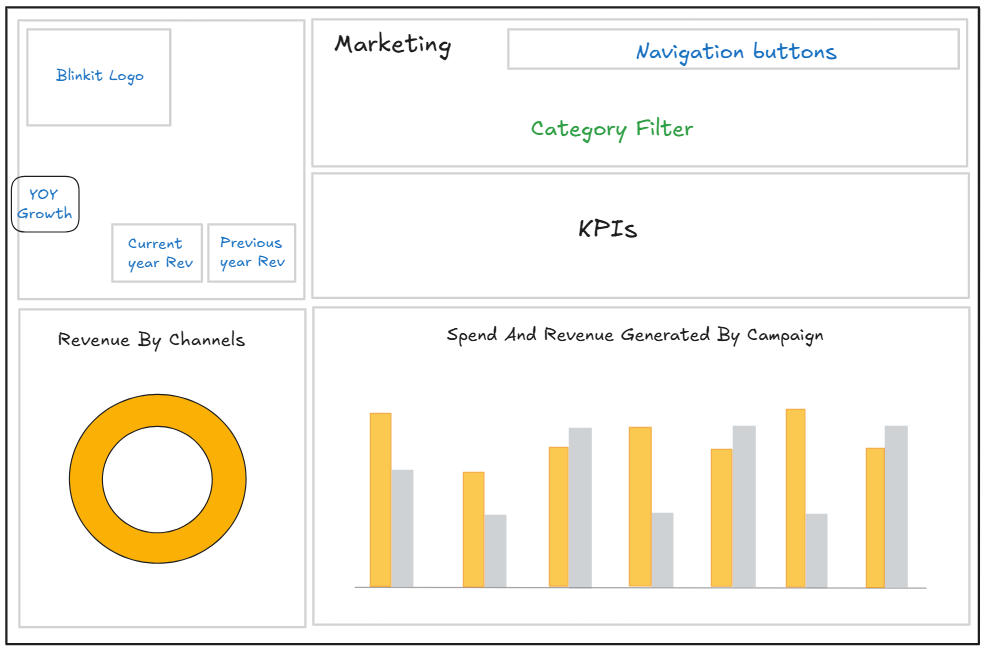 Blinkit Logo
Marketing
Navigation buttons
Category Filter
YOY
Growth
Current
year Rev
Previous
year Rev
KPIs
Revenue By Channels
Spend And Revenue Generated By Campaign